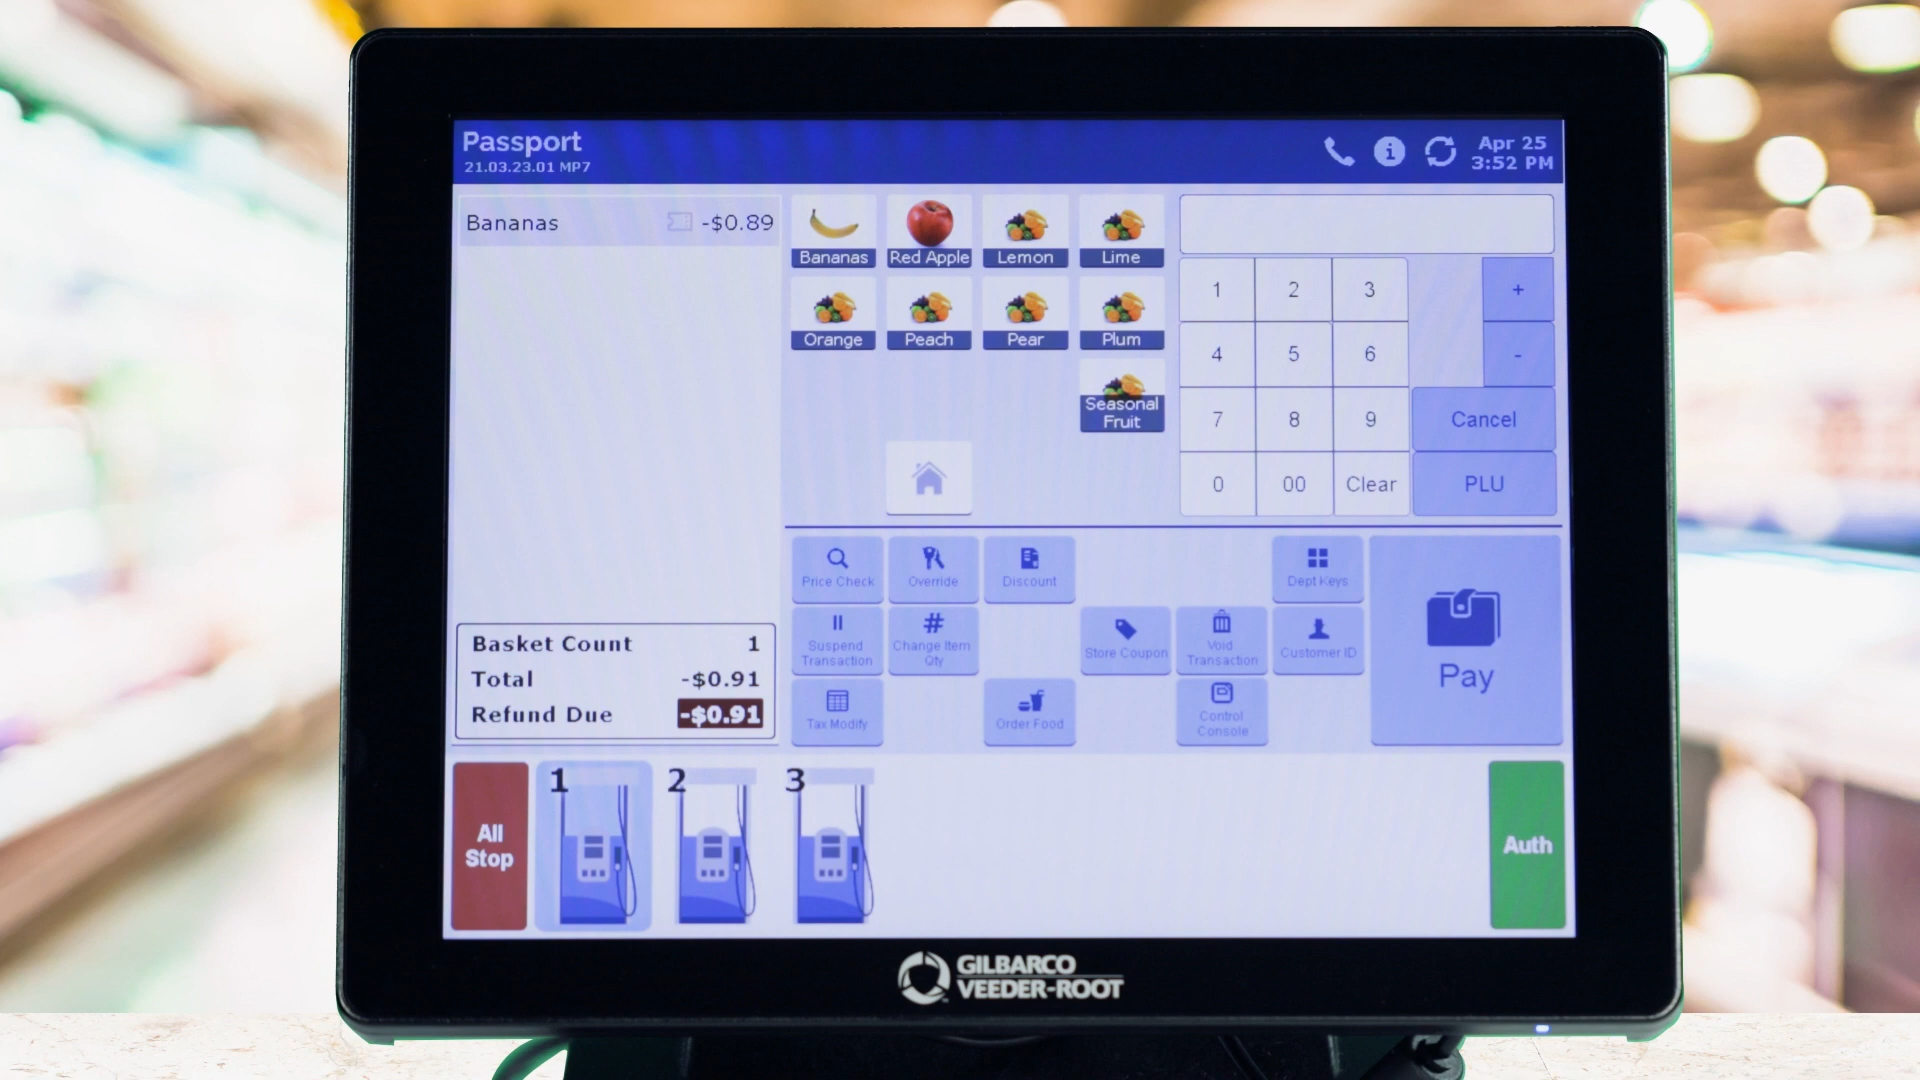 Passport
21.03.23.01 MP7
Apr 25
3:52 PM
Bananas -$0.89
Bananas Red Apple Lemon Lime
Orange Peach Pear Plum
Seasonal
Fruit
1 2 3 +
4 5 6 -
7 8 9 Cancel
0 00 Clear PLU
Price Check Override Discount Dept Keys
Suspend
Transaction
Change Item
Qty
Store Coupon
Void
Transaction
Customer ID
Pay
Tax Modify
Order Food
Control
Console
Basket Count 1
Total -$0.91
Refund Due -$0.91
All
Stop
1 2 3
Auth
GILBARCO
VEEDER-ROOT